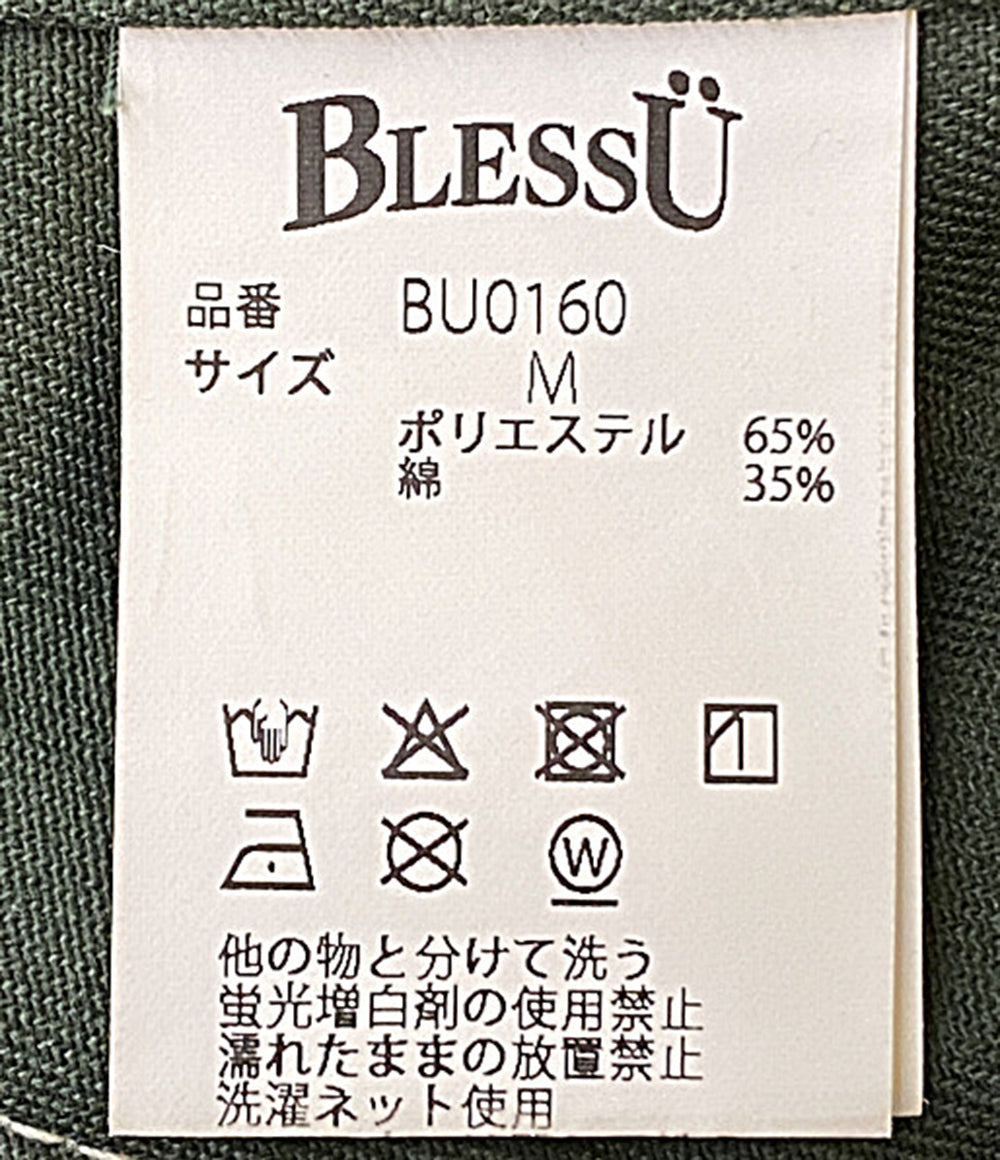 BLESSÜ
品番 BU0160
サイズ M
ポリエステル 65%
綿 35%
W
他の物と分けて洗う
蛍光増白剤の使用禁止
濡れたままの放置禁止
洗濯ネット使用